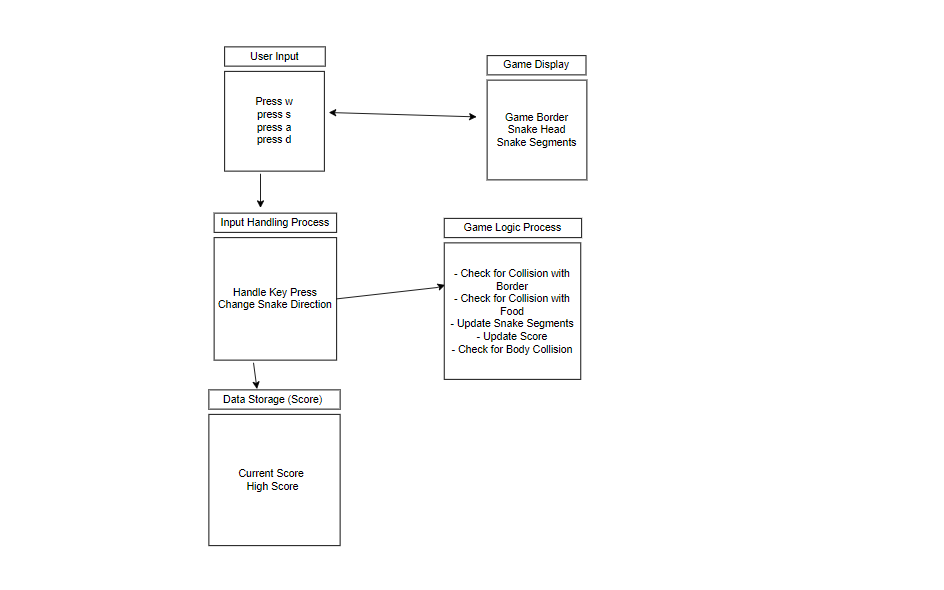 User Input
Press w
press s
press a
press d
Game Display
Game Border
Snake Head
Snake Segments
Input Handling Process
Handle Key Press
Change Snake Direction
Game Logic Process
- Check for Collision with
Border
- Check for Collision with
Food
- Update Snake Segments
- Update Score
- Check for Body Collision
Data Storage (Score)
Current Score
High Score